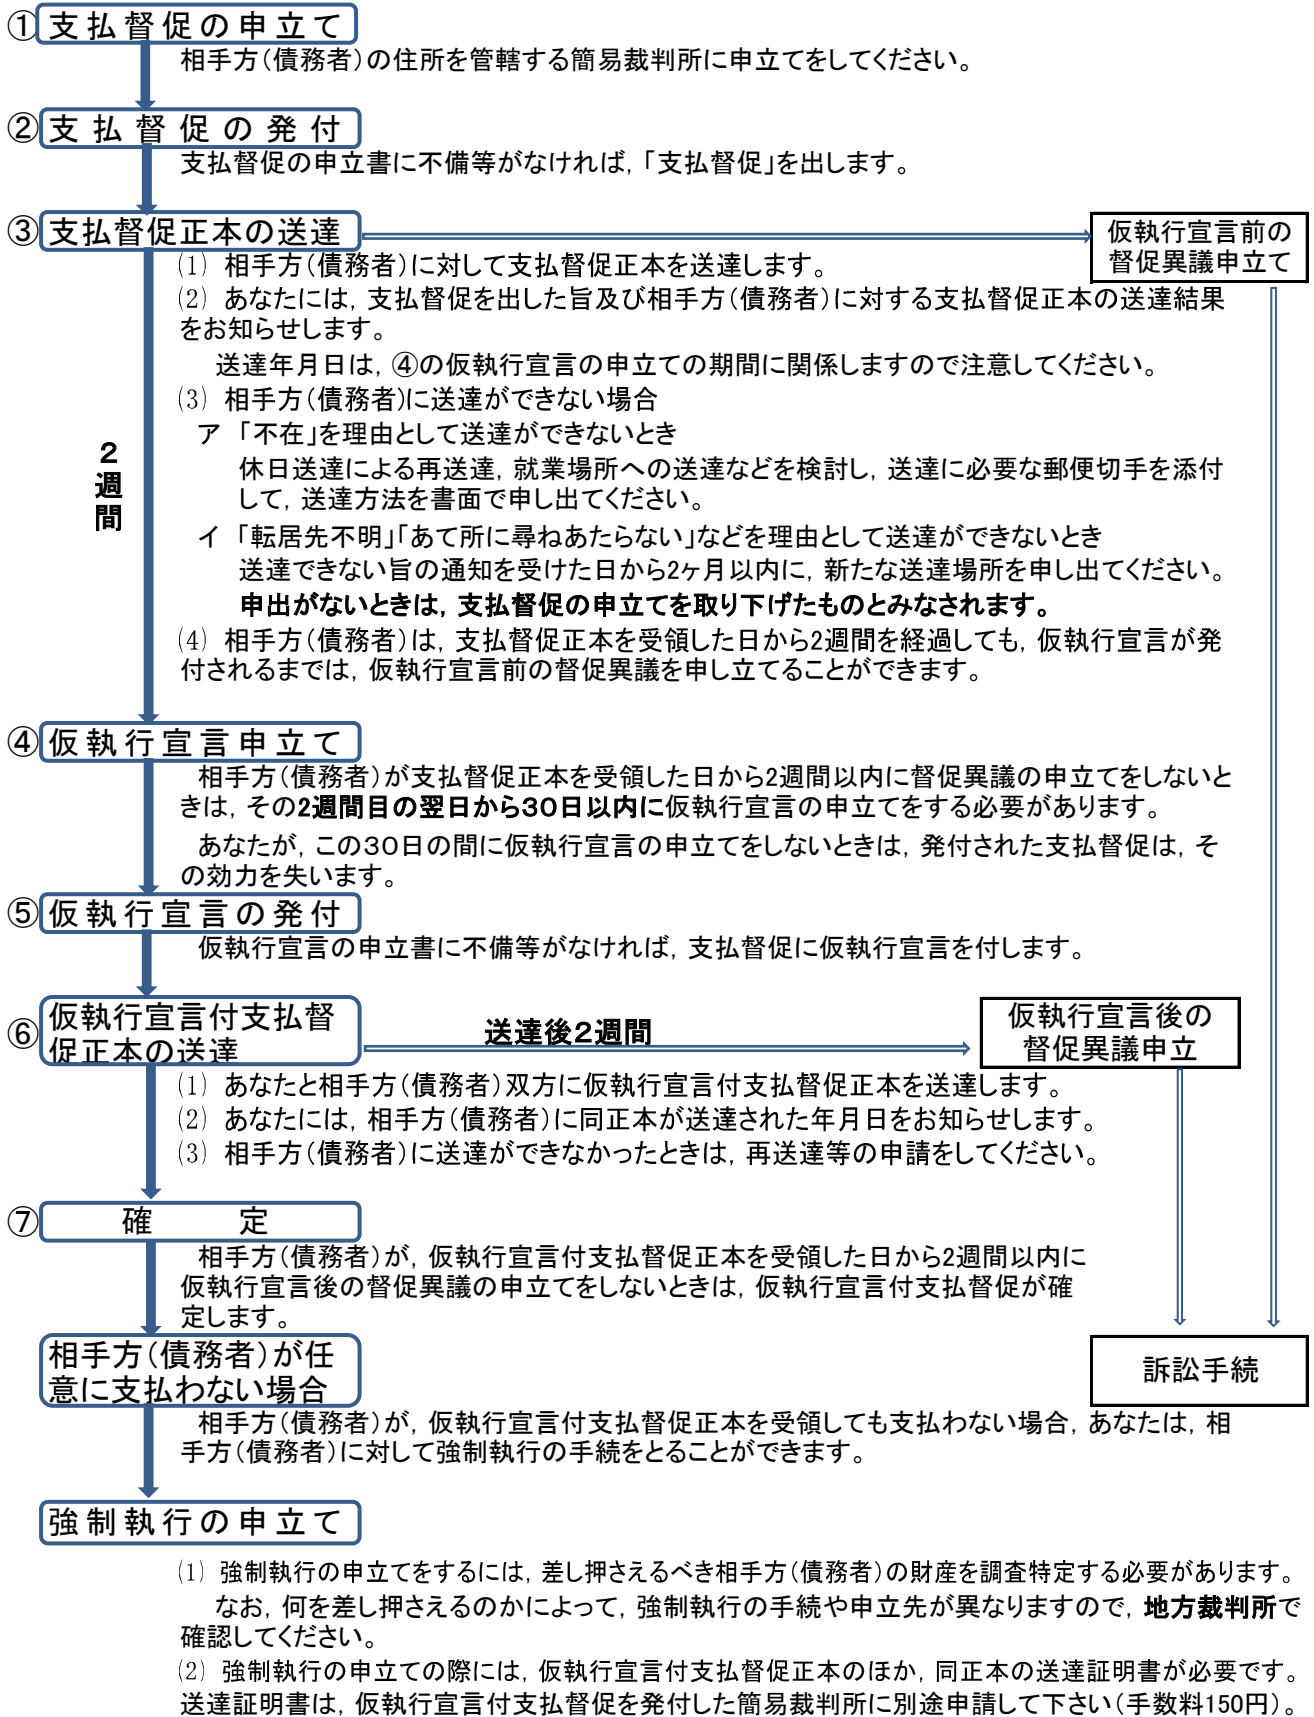 ①支払督促の申立て
相手方（債務者）の住所を管轄する簡易裁判所に申立てをしてください。
②支払督促の発付
支払督促の申立書に不備等がなければ，「支払督促」を出します。
③支払督促正本の送達
仮執行宣言前の
督促異議申立て
⑴ 相手方（債務者）に対して支払督促正本を送達します。
⑵ あなたには，支払督促を出した旨及び相手方（債務者）に対する支払督促正本の送達結果
をお知らせします。
送達年月日は，④の仮執行宣言の申立ての期間に関係しますので注意してください。
⑶ 相手方（債務者）に送達ができない場合
ア 「不在」を理由として送達ができないとき
休日送達による再送達，就業場所への送達などを検討し，送達に必要な郵便切手を添付
して，送達方法を書面で申し出てください。
２週間
イ 「転居先不明」「あて所に尋ねあたらない」などを理由として送達ができないとき
送達できない旨の通知を受けた日から2ヶ月以内に，新たな送達場所を申し出てください。
申出がないときは，支払督促の申立てを取り下げたものとみなされます。
⑷ 相手方（債務者）は，支払督促正本を受領した日から2週間を経過しても，仮執行宣言が発
付されるまでは，仮執行宣言前の督促異議を申し立てることができます。
④仮執行宣言申立て
相手方（債務者）が支払督促正本を受領した日から2週間以内に督促異議の申立てをしないと
きは，その2週間目の翌日から３０日以内に仮執行宣言の申立てをする必要があります。
あなたが，この３０日の間に仮執行宣言の申立てをしないときは，発付された支払督促は，そ
の効力を失います。
⑤仮執行宣言の発付
仮執行宣言の申立書に不備等がなければ，支払督促に仮執行宣言を付します。
⑥仮執行宣言付支払督
促正本の送達
送達後２週間
仮執行宣言後の
督促異議申立
⑴ あなたと相手方（債務者）双方に仮執行宣言付支払督促正本を送達します。
⑵ あなたには，相手方（債務者）に同正本が送達された年月日をお知らせします。
⑶ 相手方（債務者）に送達ができなかったときは，再送達等の申請をしてください。
⑦確 定
相手方（債務者）が，仮執行宣言付支払督促正本を受領した日から2週間以内に
仮執行宣言後の督促異議の申立てをしないときは，仮執行宣言付支払督促が確
定します。
相手方（債務者）が任
意に支払わない場合
訴訟手続
相手方（債務者）が，仮執行宣言付支払督促正本を受領しても支払わない場合，あなたは，相
手方（債務者）に対して強制執行の手続をとることができます。
強制執行の申立て
⑴ 強制執行の申立てをするには，差し押さえるべき相手方（債務者）の財産を調査特定する必要があります。
なお，何を差し押さえるのかによって，強制執行の手続や申立先が異なりますので，地方裁判所で
確認してください。
⑵ 強制執行の申立ての際には，仮執行宣言付支払督促正本のほか，同正本の送達証明書が必要です。
送達証明書は，仮執行宣言付支払督促を発付した簡易裁判所に別途申請して下さい（手数料150円）。